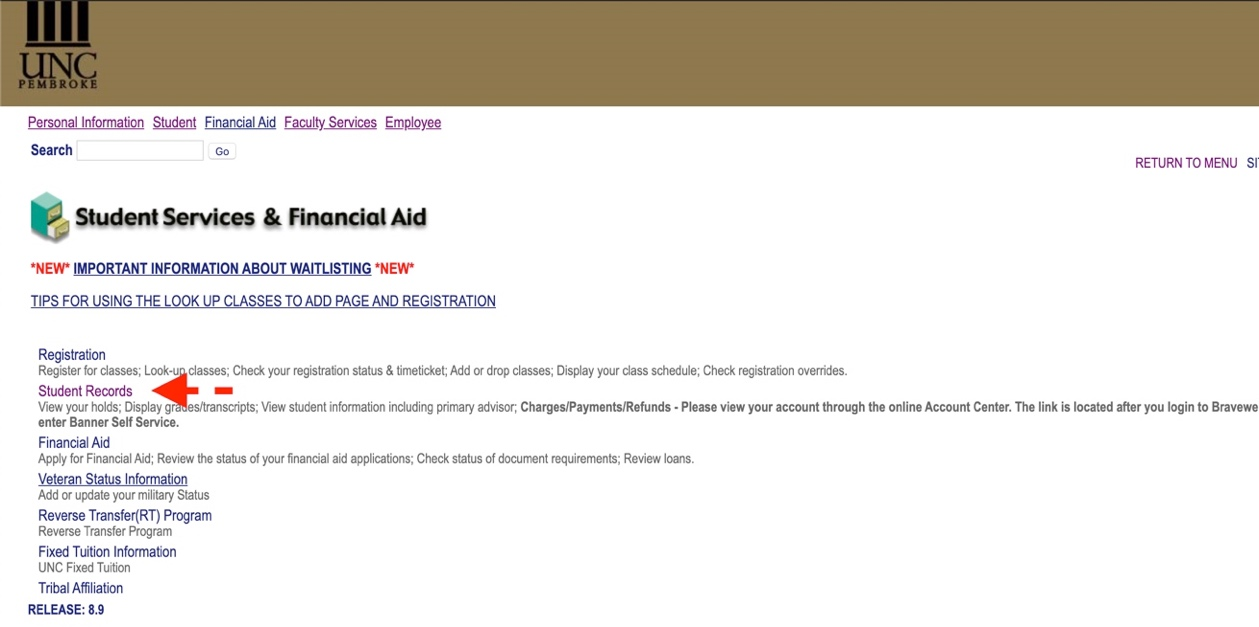 UNC
PEMBROKE
Personal Information Student Financial Aid Faculty Services Employee
Search Go
RETURN TO MENU
Student Services & Financial Aid
*NEW* IMPORTANT INFORMATION ABOUT WAITLISTING *NEW*
TIPS FOR USING THE LOOK UP CLASSES TO ADD PAGE AND REGISTRATION
Registration
Register for classes; Look-up classes; Check your registration status & timeticket; Add or drop classes; Display your class schedule; Check registration overrides.
Student Records
View your holds; Display grades/transcripts; View student information including primary advisor; Charges/Payments/Refunds - Please view your account through the online Account Center. The link is located after you login to Bravewe
enter Banner Self Service.
Financial Aid
Apply for Financial Aid; Review the status of your financial aid applications; Check status of document requirements; Review loans.
Veteran Status Information
Add or update your military Status
Reverse Transfer(RT) Program
Reverse Transfer Program
Fixed Tuition Information
UNC Fixed Tuition
Tribal Affiliation
RELEASE: 8.9